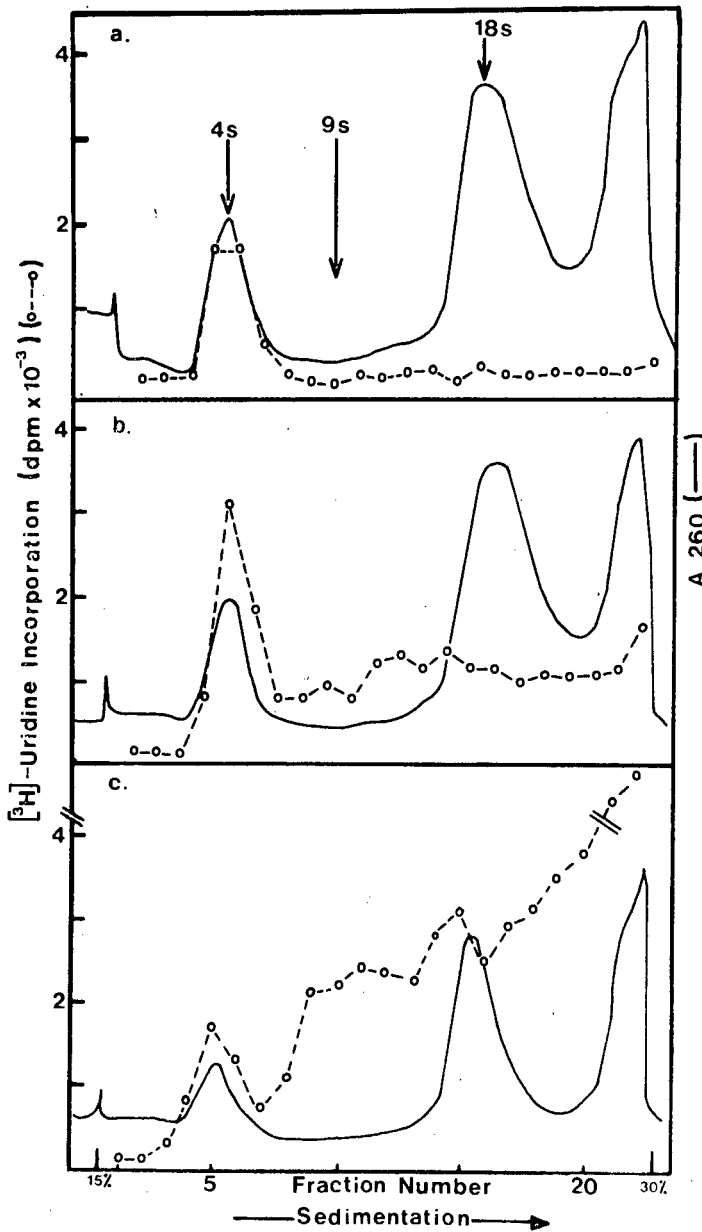 a.
4
2
4s
9s
18s
b.
4
2
c.
4
2
[³H]-Uridine incorporation (dpm x 10⁻³) (o---o)
A 260 (—)
15% 5 Fraction Number 20 30%
Sedimentation